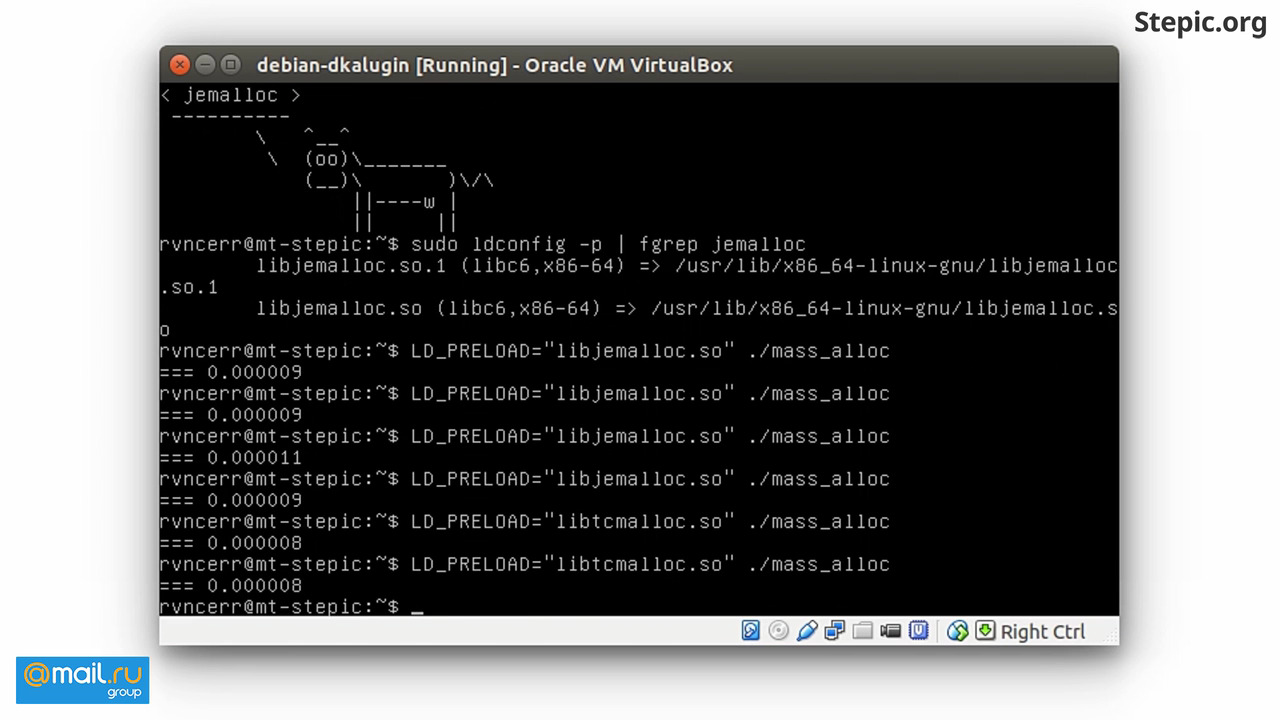 Stepic.org
debian-dkalugin [Running] - Oracle VM VirtualBox
< jemalloc >
 ----------
        \   ^__^
         \  (oo)\_______
            (__)\       )\/\
                ||----w |
                ||     ||
rvncerr@mt-stepic:~$ sudo ldconfig -p | fgrep jemalloc
        libjemalloc.so.1 (libc6,x86-64) => /usr/lib/x86_64-linux-gnu/libjemalloc
.so.1
        libjemalloc.so (libc6,x86-64) => /usr/lib/x86_64-linux-gnu/libjemalloc.s
o
rvncerr@mt-stepic:~$ LD_PRELOAD="libjemalloc.so" ./mass_alloc
=== 0.000009
rvncerr@mt-stepic:~$ LD_PRELOAD="libjemalloc.so" ./mass_alloc
=== 0.000009
rvncerr@mt-stepic:~$ LD_PRELOAD="libjemalloc.so" ./mass_alloc
=== 0.000011
rvncerr@mt-stepic:~$ LD_PRELOAD="libjemalloc.so" ./mass_alloc
=== 0.000009
rvncerr@mt-stepic:~$ LD_PRELOAD="libtcmalloc.so" ./mass_alloc
=== 0.000008
rvncerr@mt-stepic:~$ LD_PRELOAD="libtcmalloc.so" ./mass_alloc
=== 0.000008
rvncerr@mt-stepic:~$ _
Right Ctrl
@mail.ru
group